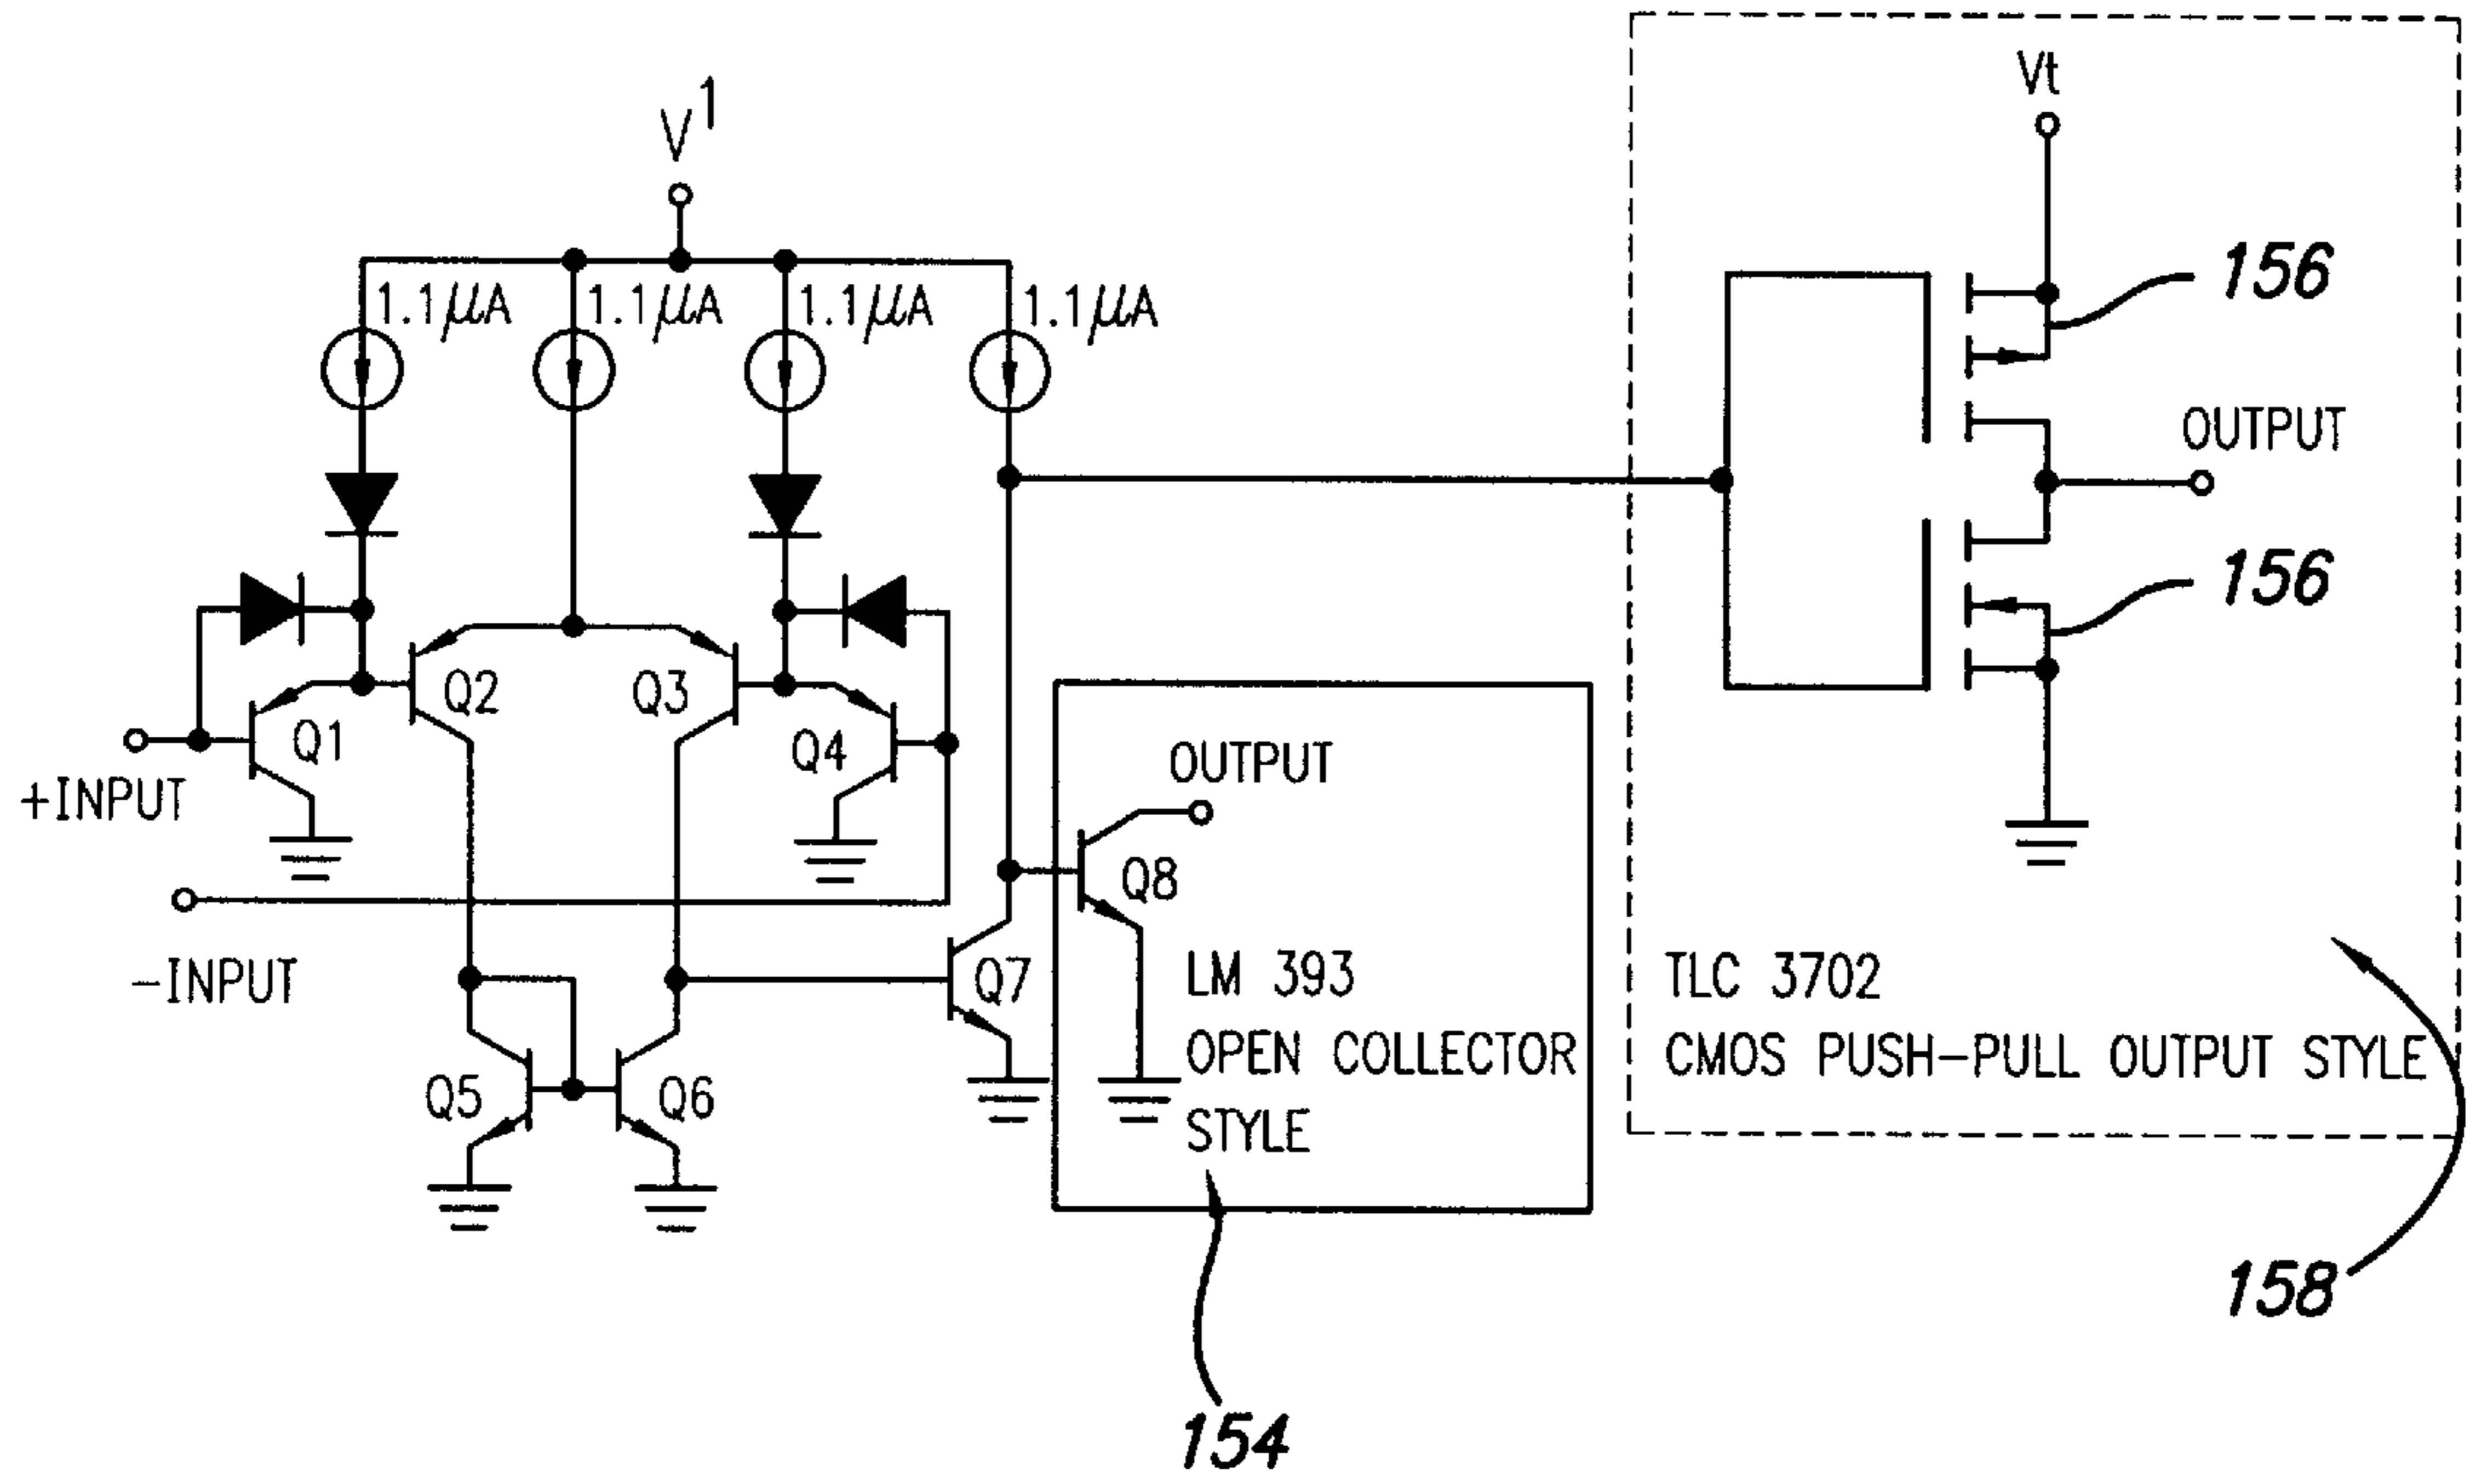 Vt
V1
1.1μA 1.1μA 1.1μA 1.1μA
156
OUTPUT
156
Q2
Q3
Q1
Q4
OUTPUT
+INPUT
Q8
-INPUT
Q7
LM 393
OPEN COLLECTOR
STYLE
TLC 3702
CMOS PUSH-PULL OUTPUT STYLE
Q5
Q6
158
154